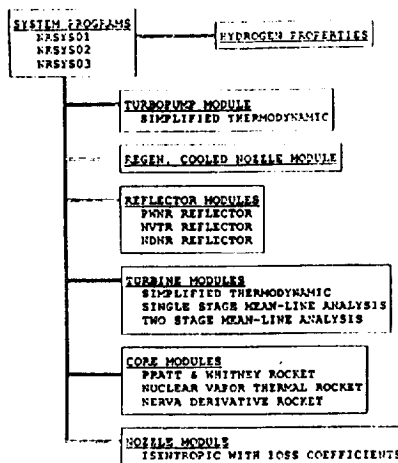 SYSTEM PROGRAMS
NRSYS01
NRSYS02
NRSYS03
HYDROGEN PROPERTIES
TURBOPUMP MODULE
SIMPLIFIED THERMODYNAMIC
REGEN. COOLED NOZZLE MODULE
REFLECTOR MODULES
PWNR REFLECTOR
NVTR REFLECTOR
NDNR REFLECTOR
TURBINE MODULES
SIMPLIFIED THERMODYNAMIC
SINGLE STAGE MEAN-LINE ANALYSIS
TWO STAGE MEAN-LINE ANALYSIS
CORE MODULES
PRATT & WHITNEY ROCKET
NUCLEAR VAPOR THERMAL ROCKET
NERVA DERIVATIVE ROCKET
NOZZLE MODULE
ISENTROPIC WITH LOSS COEFFICIENTS